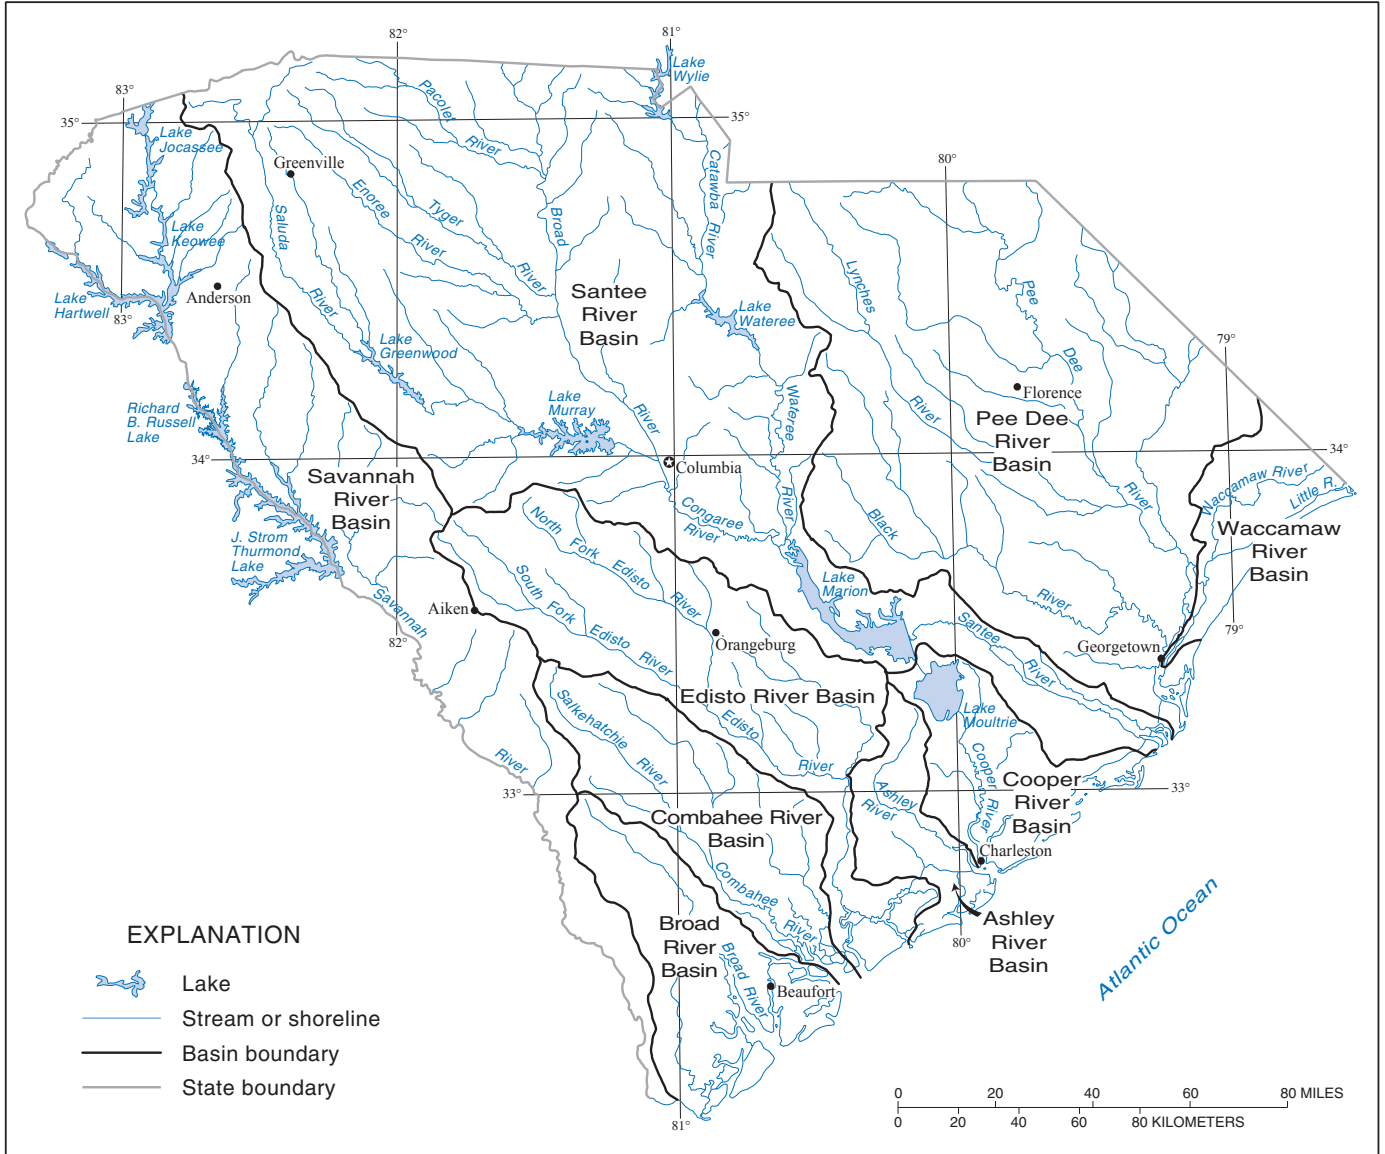 82°
81°
Lake
Wylie
83°
35°
Lake
Jocassee
Pacolet
River
35°
Greenville
Enoree
River
Tyger
River
Saluda
River
Broad
River
Catawba
River
80°
Lake
Keowee
Anderson
Lake
Hartwell
83°
Santee
River
Basin
Lake
Wateree
Lynches
River
Pee
Dee
River
79°
Lake
Greenwood
Lake
Murray
Wateree
River
Florence
Pee Dee
River
Basin
Richard
B. Russell
Lake
34°
Columbia
34°
Savannah
River
Basin
Waccamaw River
Little R.
Waccamaw
River
Basin
J. Strom
Thurmond
Lake
Congaree
River
Black
River
North
Fork
Edisto
River
South
Fork
Edisto
River
Lake
Marion
Savannah
River
Aiken
82°
Orangeburg
Santee
River
Georgetown
79°
Edisto River Basin
Edisto
River
Lake
Moultrie
Salkehatchie
River
Cooper
River
Ashley
River
Cooper
River
Basin
33°
33°
Combahee River
Basin
Charleston
Combahee
River
Broad
River
Basin
Broad
River
Beaufort
80°
Ashley
River
Basin
Atlantic Ocean
81°
EXPLANATION
Lake
Stream or shoreline
Basin boundary
State boundary
0 20 40 60 80 MILES
0 20 40 60 80 KILOMETERS